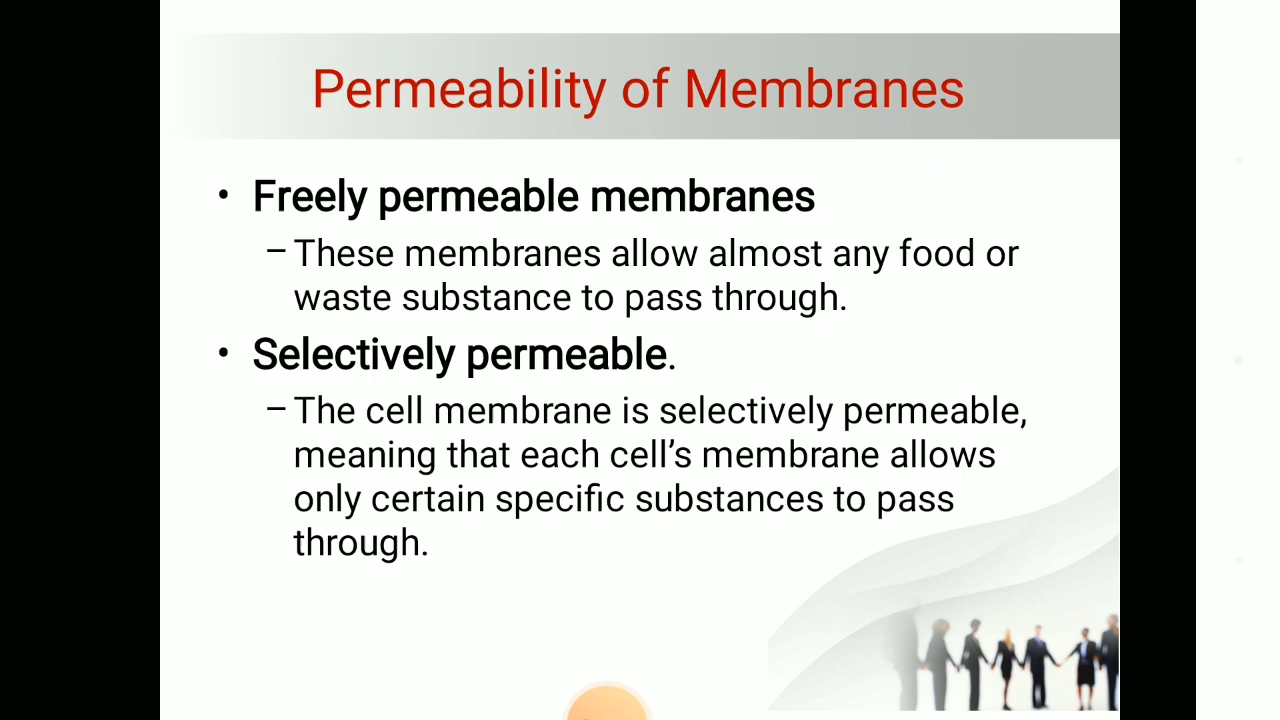 Permeability of Membranes
• Freely permeable membranes
– These membranes allow almost any food or
waste substance to pass through.
• Selectively permeable.
– The cell membrane is selectively permeable,
meaning that each cell’s membrane allows
only certain specific substances to pass
through.